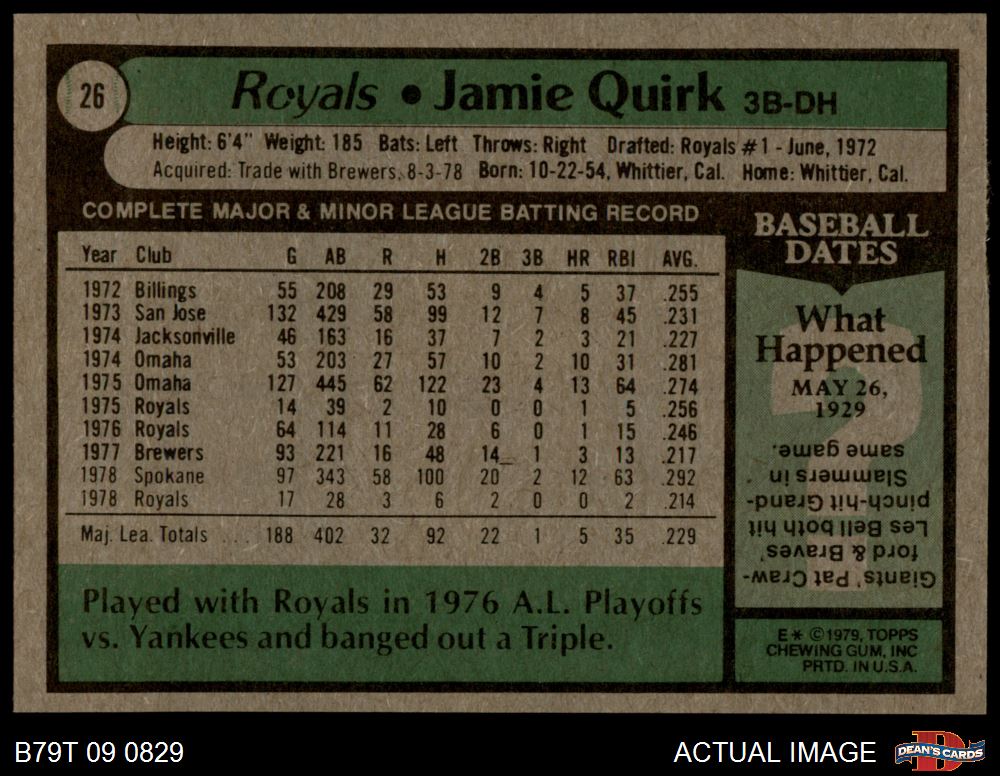 26
Royals • Jamie Quirk 3B-DH
Height: 6'4" Weight: 185 Bats: Left Throws: Right Drafted: Royals #1 - June, 1972
Acquired: Trade with Brewers, 8-3-78 Born: 10-22-54, Whittier, Cal. Home: Whittier, Cal.
COMPLETE MAJOR & MINOR LEAGUE BATTING RECORD
Year Club G AB R H 2B 3B HR RBI AVG.
1972 Billings 55 208 29 53 9 4 5 37 .255
1973 San Jose 132 429 58 99 12 7 8 45 .231
1974 Jacksonville 46 163 16 37 7 2 3 21 .227
1974 Omaha 53 203 27 57 10 2 10 31 .281
1975 Omaha 127 445 62 122 23 4 13 64 .274
1975 Royals 14 39 2 10 0 0 1 5 .256
1976 Royals 64 114 11 28 6 0 1 15 .246
1977 Brewers 93 221 16 48 14 1 3 13 .217
1978 Spokane 97 343 58 100 20 2 12 63 .292
1978 Royals 17 28 3 6 2 0 0 2 .214
Maj. Lea. Totals ... 188 402 32 92 22 1 5 35 .229
Played with Royals in 1976 A.L. Playoffs
vs. Yankees and banged out a Triple.
BASEBALL
DATES
What
Happened
MAY 26,
1929
Giants' Pat Craw-
ford & Braves'
Les Bell both hit
pinch-hit Grand-
Slammers in
same game.
E* ©1979, TOPPS
CHEWING GUM, INC
PRTD. IN U.S.A.
B79T 09 0829
ACTUAL IMAGE
D
DEAN'S CARDS